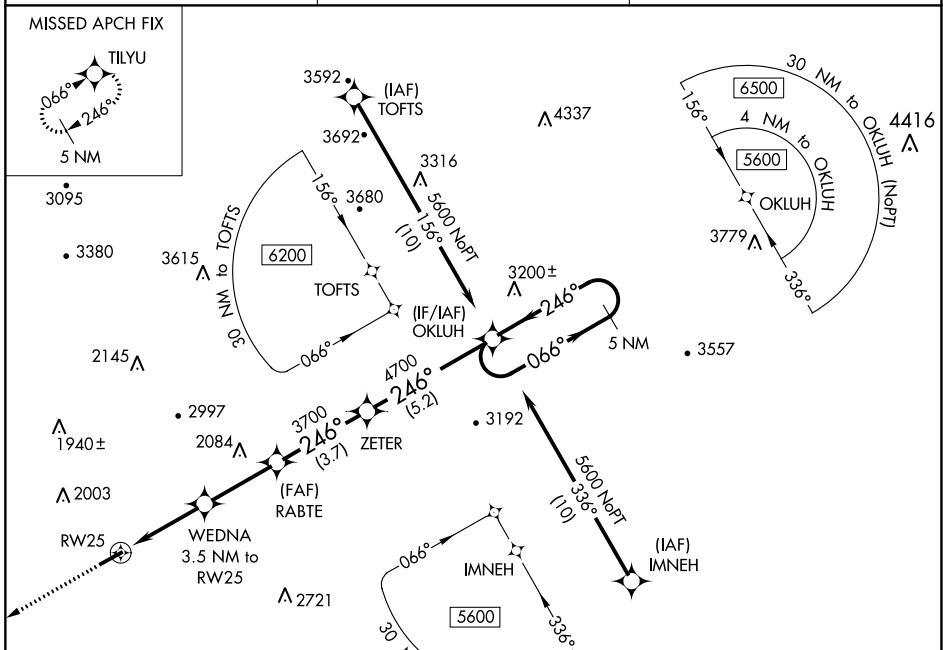 MISSED APCH FIX
TILYU
066°
246°
5 NM
3592
(IAF)
TOFTS
3692
4337
3316
3680
5600 NoPT
156°
(10)
30 NM to OKLUH (NoPT)
6500
156°
4 NM to OKLUH
5600
4416
OKLUH
3779
336°
3095
3380
3615
30 NM to TOFTS
156°
6200
TOFTS
066°
(IF/IAF)
OKLUH
3200±
246°
066°
5 NM
3557
2145
4700
246°
(5.2)
2997
3700
246°
(3.7)
ZETER
3192
1940±
2084
2003
(FAF)
RABTE
WEDNA
3.5 NM to
RW25
RW25
5600 NoPT
336°
(10)
(IAF)
IMNEH
066°
IMNEH
2721
5600
336°
30